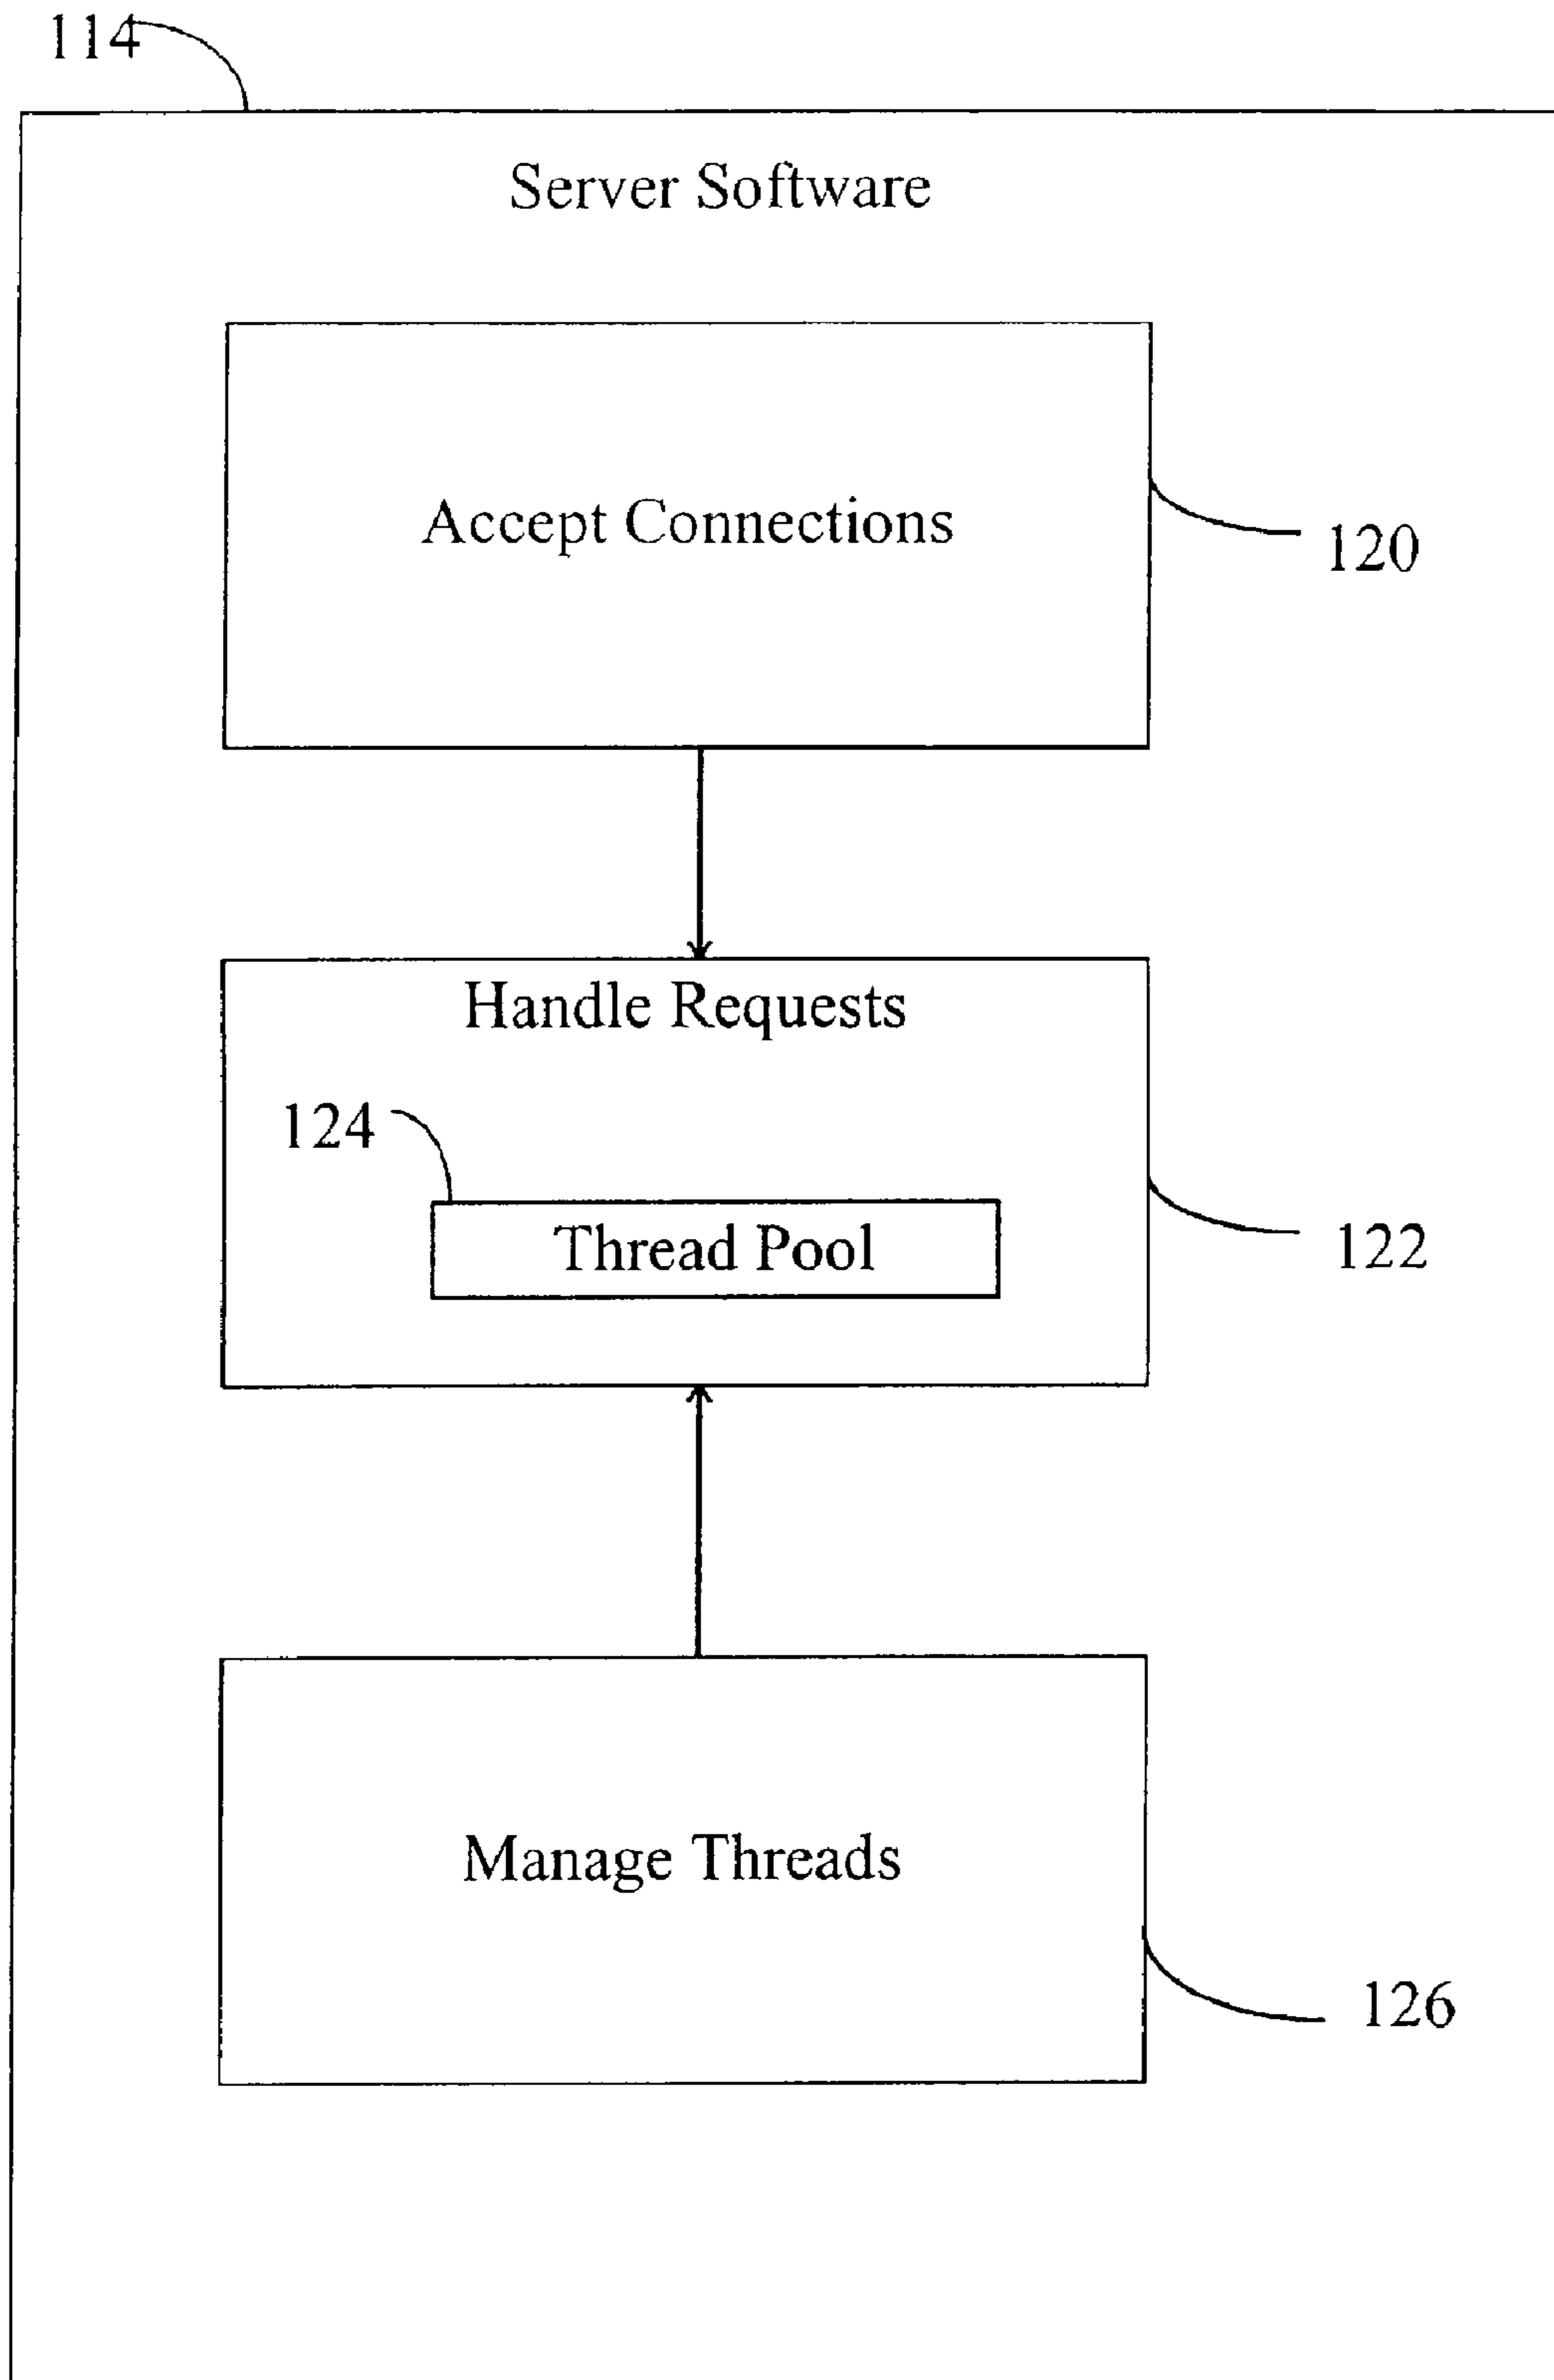 114
Server Software
Accept Connections
120
Handle Requests
124
Thread Pool
122
Manage Threads
126